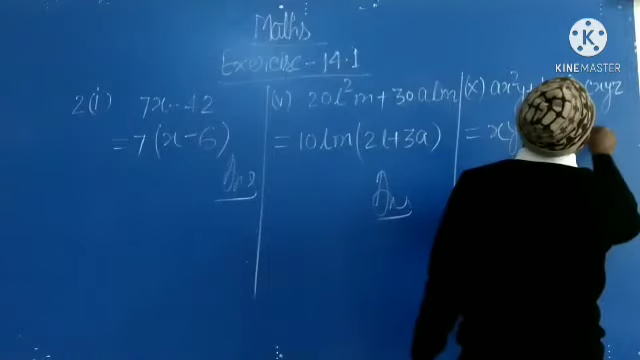 Maths
Exercise-14.1
2(i) 7x-42
= 7(x-6)
Ans
(v) 20l²m+30alm
= 10lm(2l+3a)
Ans
(x) ax²y+ cxyz
= xy
KINEMASTER